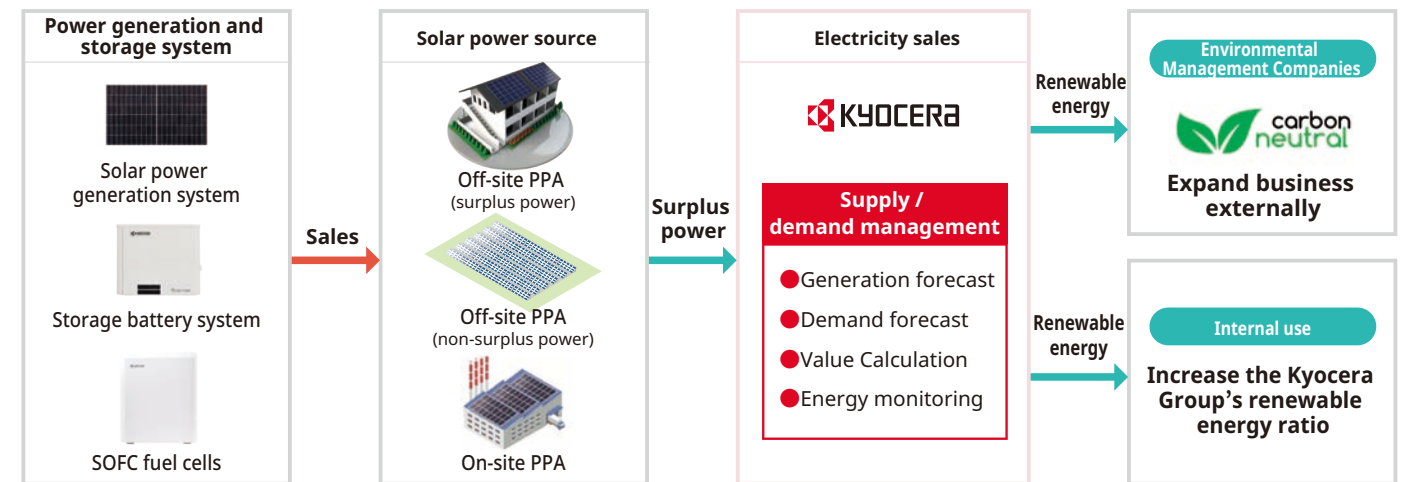 Power generation and
storage system
Solar power
generation system
KYOCERA
Storage battery system
KYOCERA
SOFC fuel cells
Sales
Solar power source
Off-site PPA
(surplus power)
Off-site PPA
(non-surplus power)
On-site PPA
Surplus
power
Electricity sales
KYOCERA
Supply /
demand management
●Generation forecast
●Demand forecast
●Value Calculation
●Energy monitoring
Renewable
energy
Environmental
Management Companies
carbon
neutral
Expand business
externally
Renewable
energy
Internal use
Increase the Kyocera
Group’s renewable
energy ratio